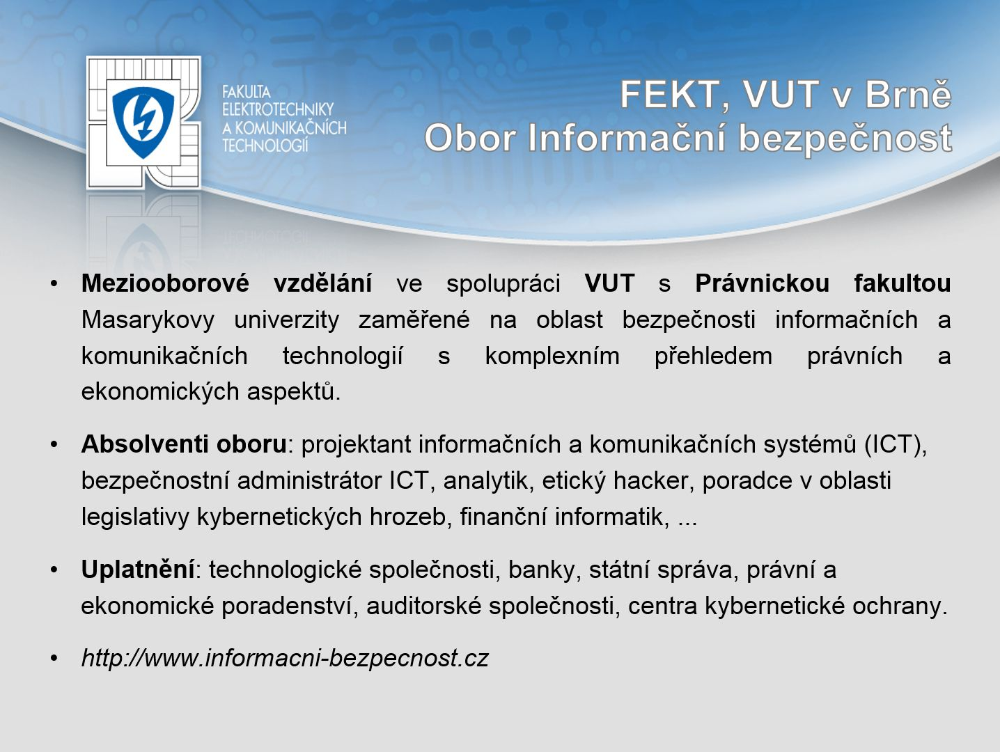 FAKULTA
ELEKTROTECHNIKY
A KOMUNIKAČNÍCH
TECHNOLOGIÍ
FEKT, VUT v Brně
Obor Informační bezpečnost
• Meziooborové vzdělání ve spolupráci VUT s Právnickou fakultou
Masarykovy univerzity zaměřené na oblast bezpečnosti informačních a
komunikačních technologií s komplexním přehledem právních a
ekonomických aspektů.
• Absolventi oboru: projektant informačních a komunikačních systémů (ICT),
bezpečnostní administrátor ICT, analytik, etický hacker, poradce v oblasti
legislativy kybernetických hrozeb, finanční informatik, ...
• Uplatnění: technologické společnosti, banky, státní správa, právní a
ekonomické poradenství, auditorské společnosti, centra kybernetické ochrany.
• http://www.informacni-bezpecnost.cz